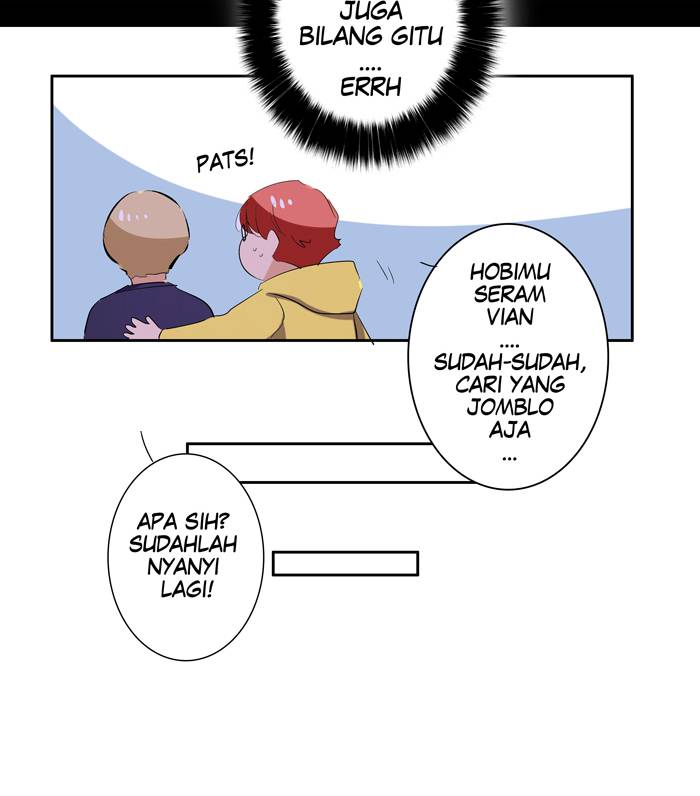 JUGA
BILANG GITU
....
ERRH
PATS!
HOBIMU
SERAM
VIAN
....
SUDAH-SUDAH,
CARI YANG
JOMBLO
AJA
...
APA SIH?
SUDAHLAH
NYANYI
LAGI!